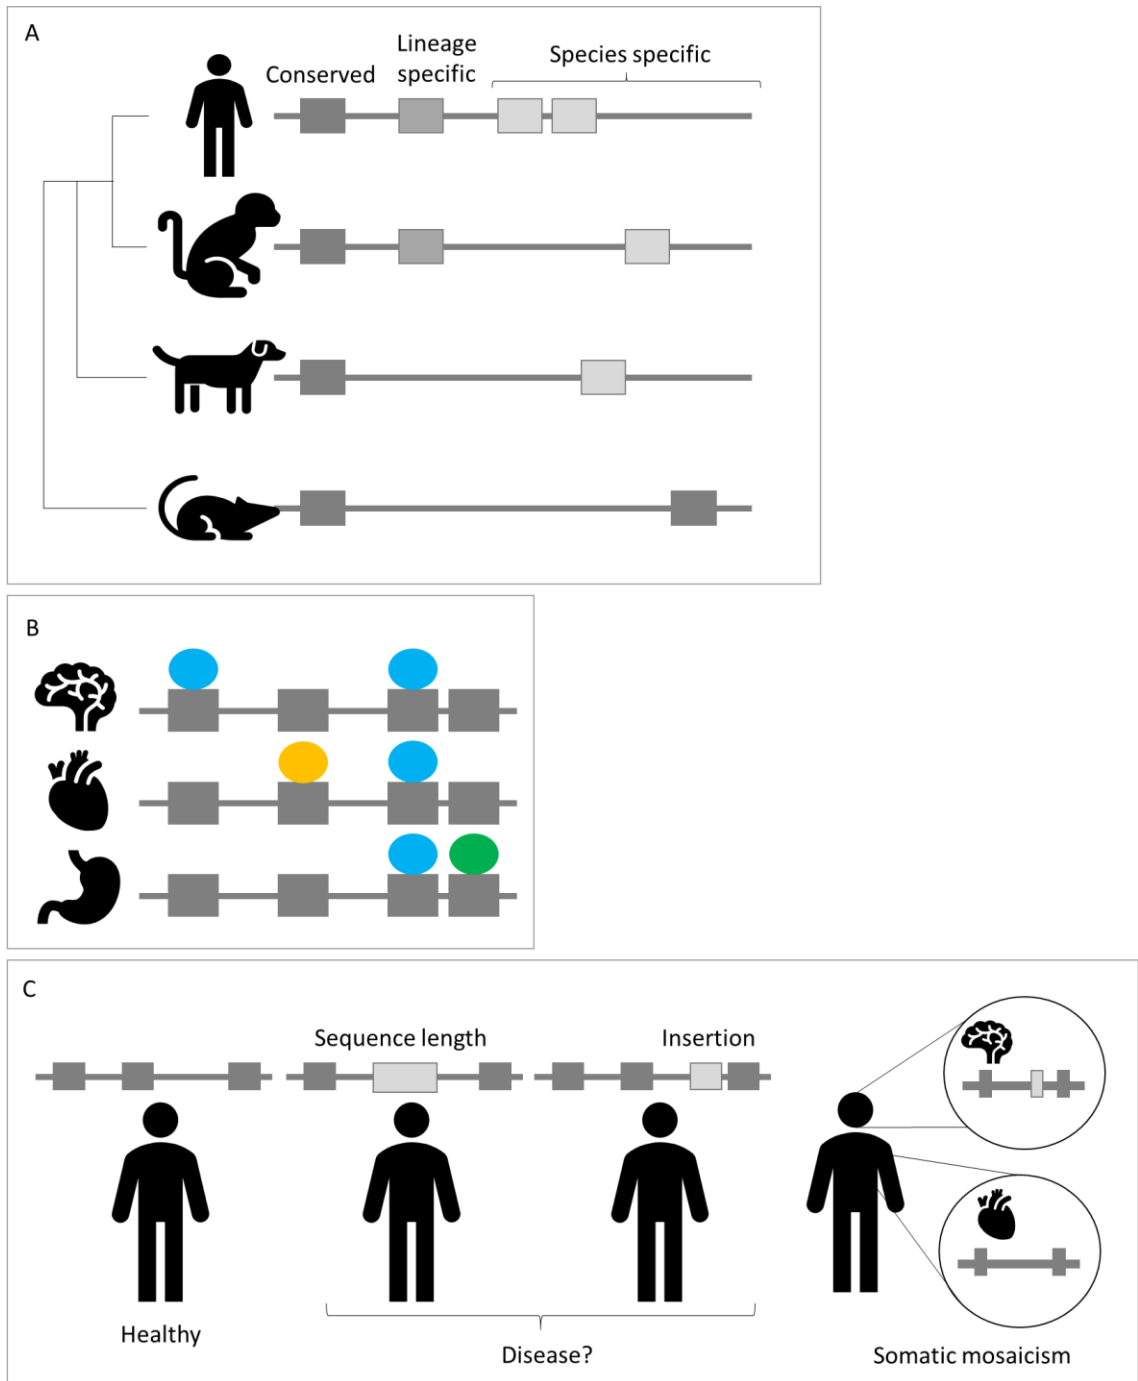 A
Conserved
Lineage
specific
Species specific
B
C
Sequence length
Insertion
Healthy
Disease?
Somatic mosaicism